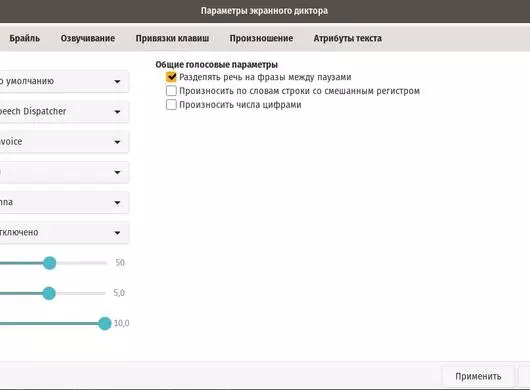 Параметры экранного диктора
Брайль Озвучивание Привязки клавиш Произношение Атрибуты текста
Общие голосовые параметры
о умолчанию
Разделять речь на фразы между паузами
Произносить по словам строки со смешанным регистром
Произносить числа цифрами
peech Dispatcher
nvoice
nna
тключено
50
5,0
10,0
Применить